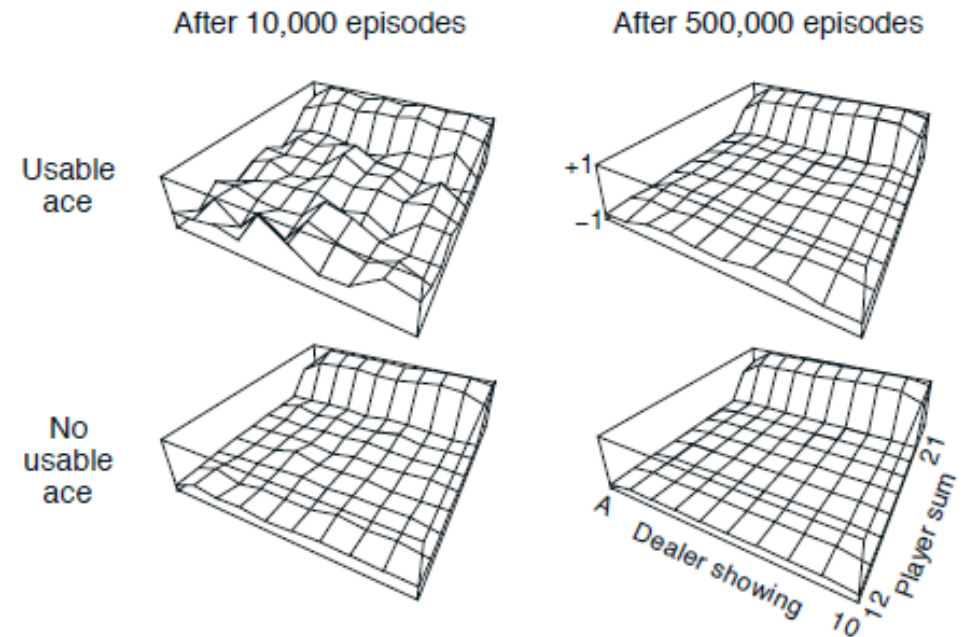 After 10,000 episodes
After 500,000 episodes
Usable
ace
+1
−1
No
usable
ace
A
Dealer showing
10
12
Player sum
21